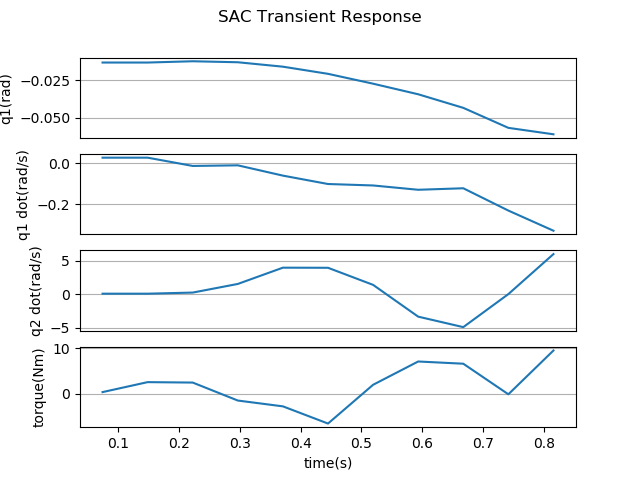 SAC Transient Response
q1(rad)
−0.025
−0.050
q1 dot(rad/s)
0.0
−0.2
q2 dot(rad/s)
5
0
−5
torque(Nm)
10
0
0.1 0.2 0.3 0.4 0.5 0.6 0.7 0.8
time(s)